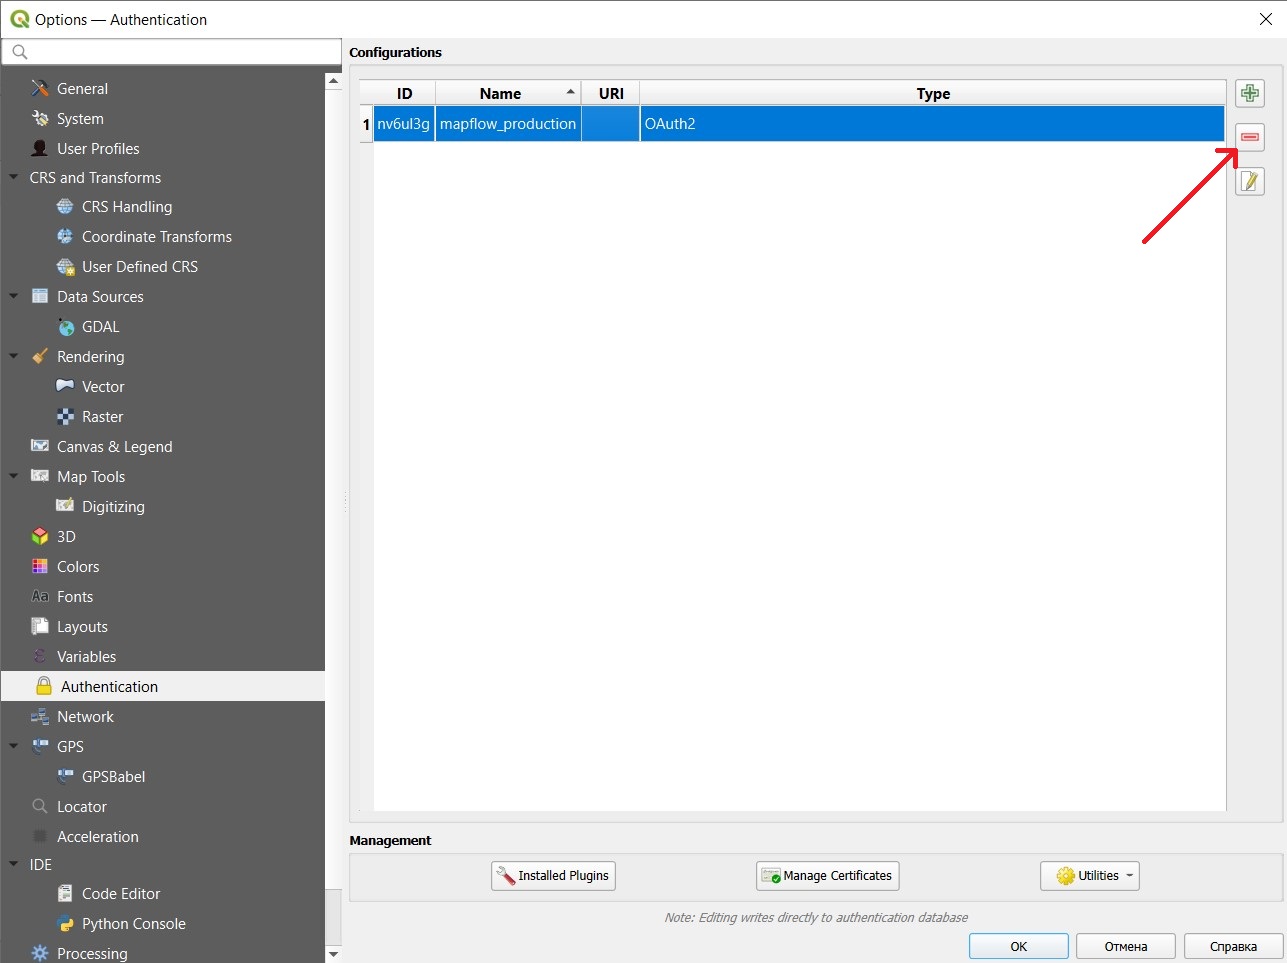 Options — Authentication
General
System
User Profiles
CRS and Transforms
CRS Handling
Coordinate Transforms
User Defined CRS
Data Sources
GDAL
Rendering
Vector
Raster
Canvas & Legend
Map Tools
Digitizing
3D
Colors
Aa Fonts
Layouts
ε Variables
Authentication
Network
GPS
GPSBabel
Locator
Acceleration
IDE
Code Editor
Python Console
Processing
Configurations
ID Name URI Type
1 nv6ul3g mapflow_production OAuth2
Management
Installed Plugins Manage Certificates Utilities
Note: Editing writes directly to authentication database
ОК Отмена Справка